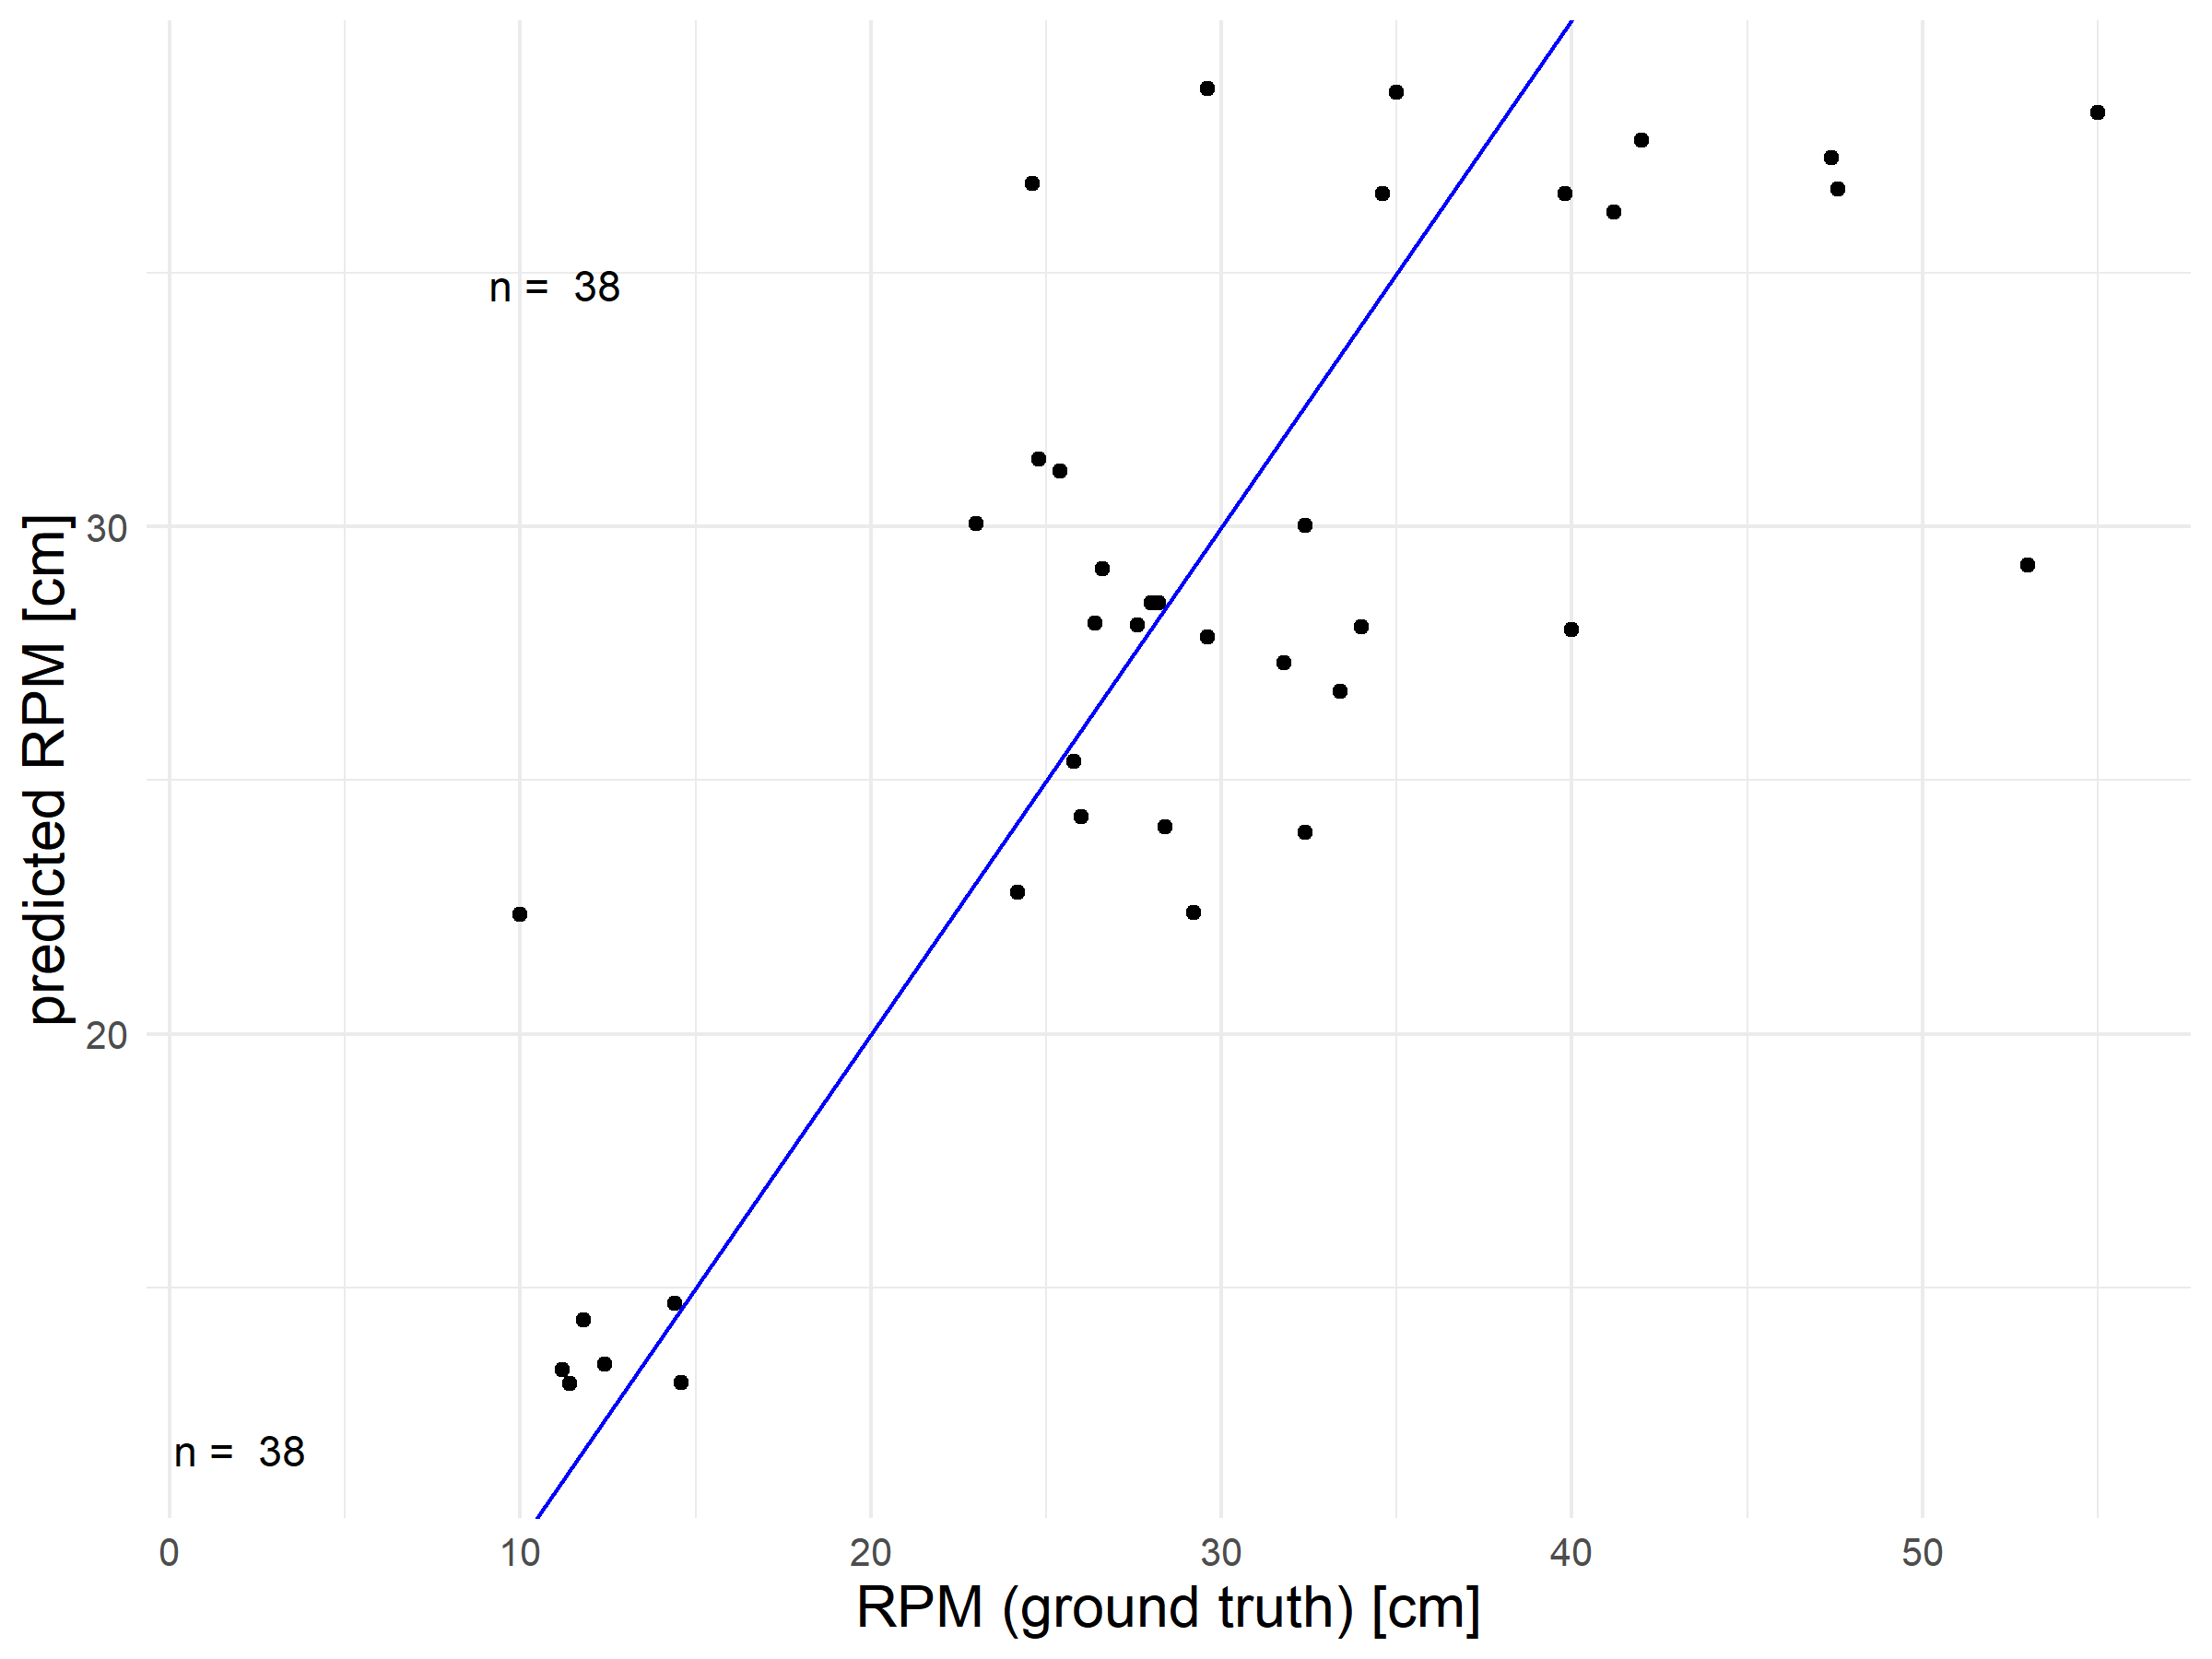 n =  38
predicted RPM [cm]
30
20
n =  38
0 10 20 30 40 50
RPM (ground truth) [cm]